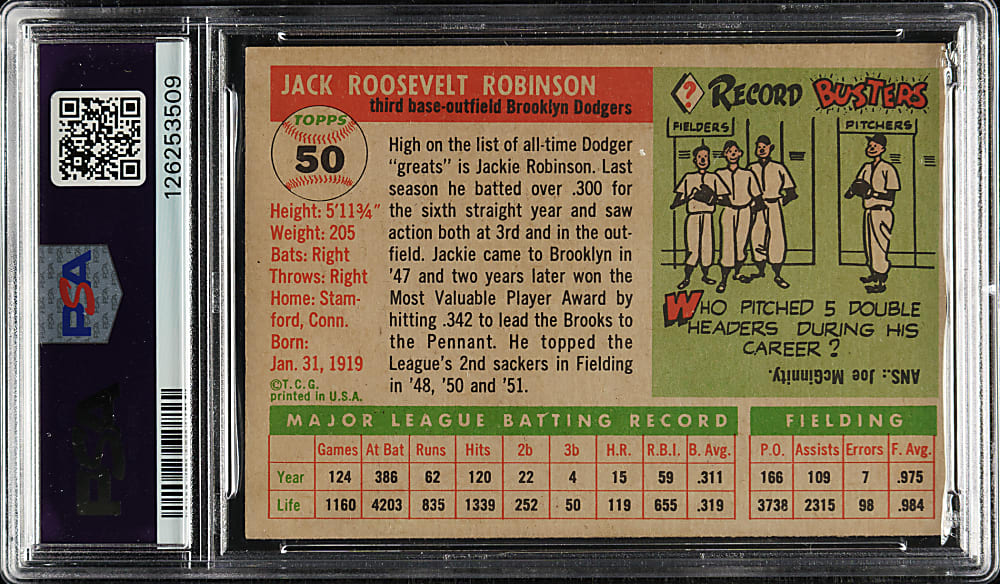 126253509
PSA
PSA
JACK ROOSEVELT ROBINSON
third base-outfield Brooklyn Dodgers
TOPPS
50
Height: 5'11¾"
Weight: 205
Bats: Right
Throws: Right
Home: Stam-
ford, Conn.
Born:
Jan. 31, 1919
©T.C.G.
printed in U.S.A.
High on the list of all-time Dodger
"greats" is Jackie Robinson. Last
season he batted over .300 for
the sixth straight year and saw
action both at 3rd and in the out-
field. Jackie came to Brooklyn in
'47 and two years later won the
Most Valuable Player Award by
hitting .342 to lead the Brooks to
the Pennant. He topped the
League's 2nd sackers in Fielding
in '48, '50 and '51.
? RECORD BUSTERS
FIELDERS PITCHERS
WHO PITCHED 5 DOUBLE
HEADERS DURING HIS
CAREER?
ANS.: Joe McGinnity.
MAJOR LEAGUE BATTING RECORD FIELDING
Games At Bat Runs Hits 2b 3b H.R. R.B.I. B. Avg. P.O. Assists Errors F. Avg.
Year 124 386 62 120 22 4 15 59 .311 166 109 7 .975
Life 1160 4203 835 1339 252 50 119 655 .319 3738 2315 98 .984